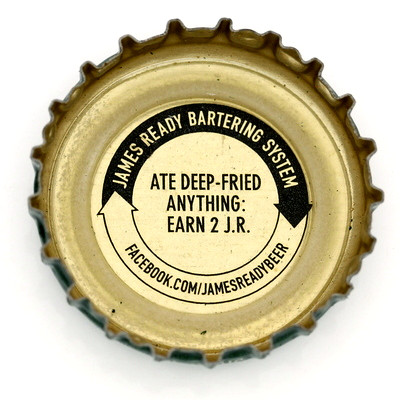 JAMES READY BARTERING SYSTEM
ATE DEEP-FRIED
ANYTHING:
EARN 2 J.R.
FACEBOOK.COM/JAMESREADYBEER